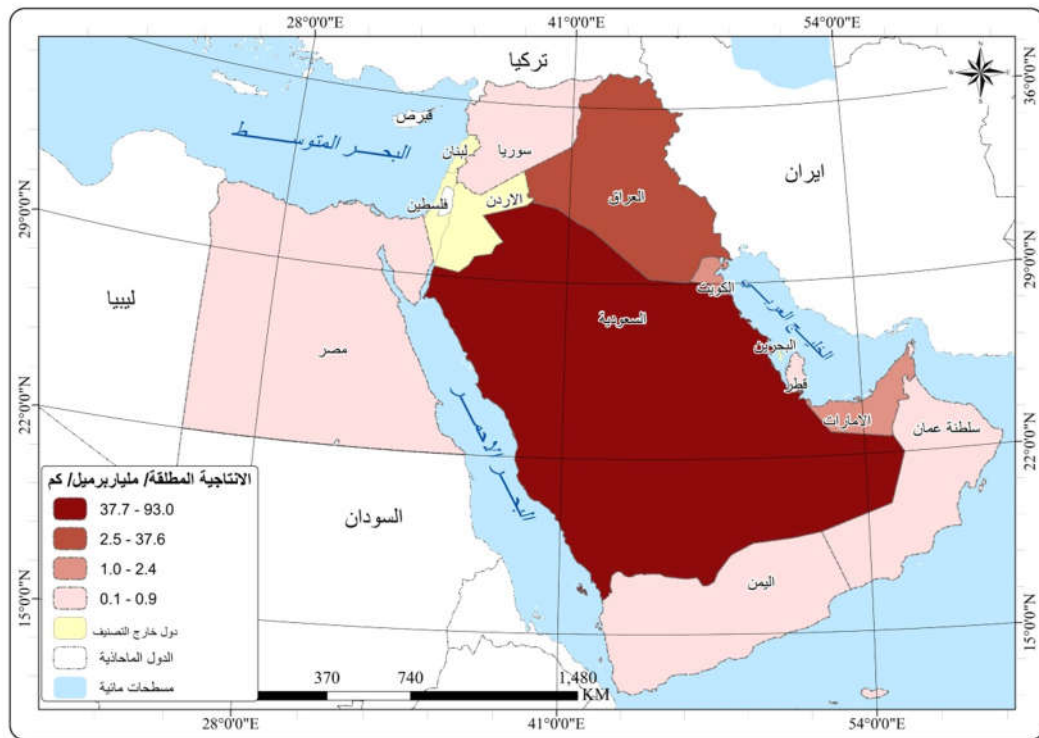 28°0'0"E 41°0'0"E 54°0'0"E
تركيا
36°0'0"N
قبرص
البحر المتوسط
لبنان
سوريا
ايران
العراق
فلسطين
الاردن
29°0'0"N
29°0'0"N
الكويت
ليبيا
السعودية
الخليج العربي
البحرين
مصر
قطر
الامارات
سلطنة عمان
22°0'0"N
22°0'0"N
البحر الأحمر
السودان
اليمن
15°0'0"N
15°0'0"N
الانتاجية المطلقة/ ملياربرميل/ كم
37.7 - 93.0
2.5 - 37.6
1.0 - 2.4
0.1 - 0.9
دول خارج التصنيف
الدول الماحاذية
مسطحات مائية
370 740 1,480
KM
28°0'0"E 41°0'0"E 54°0'0"E